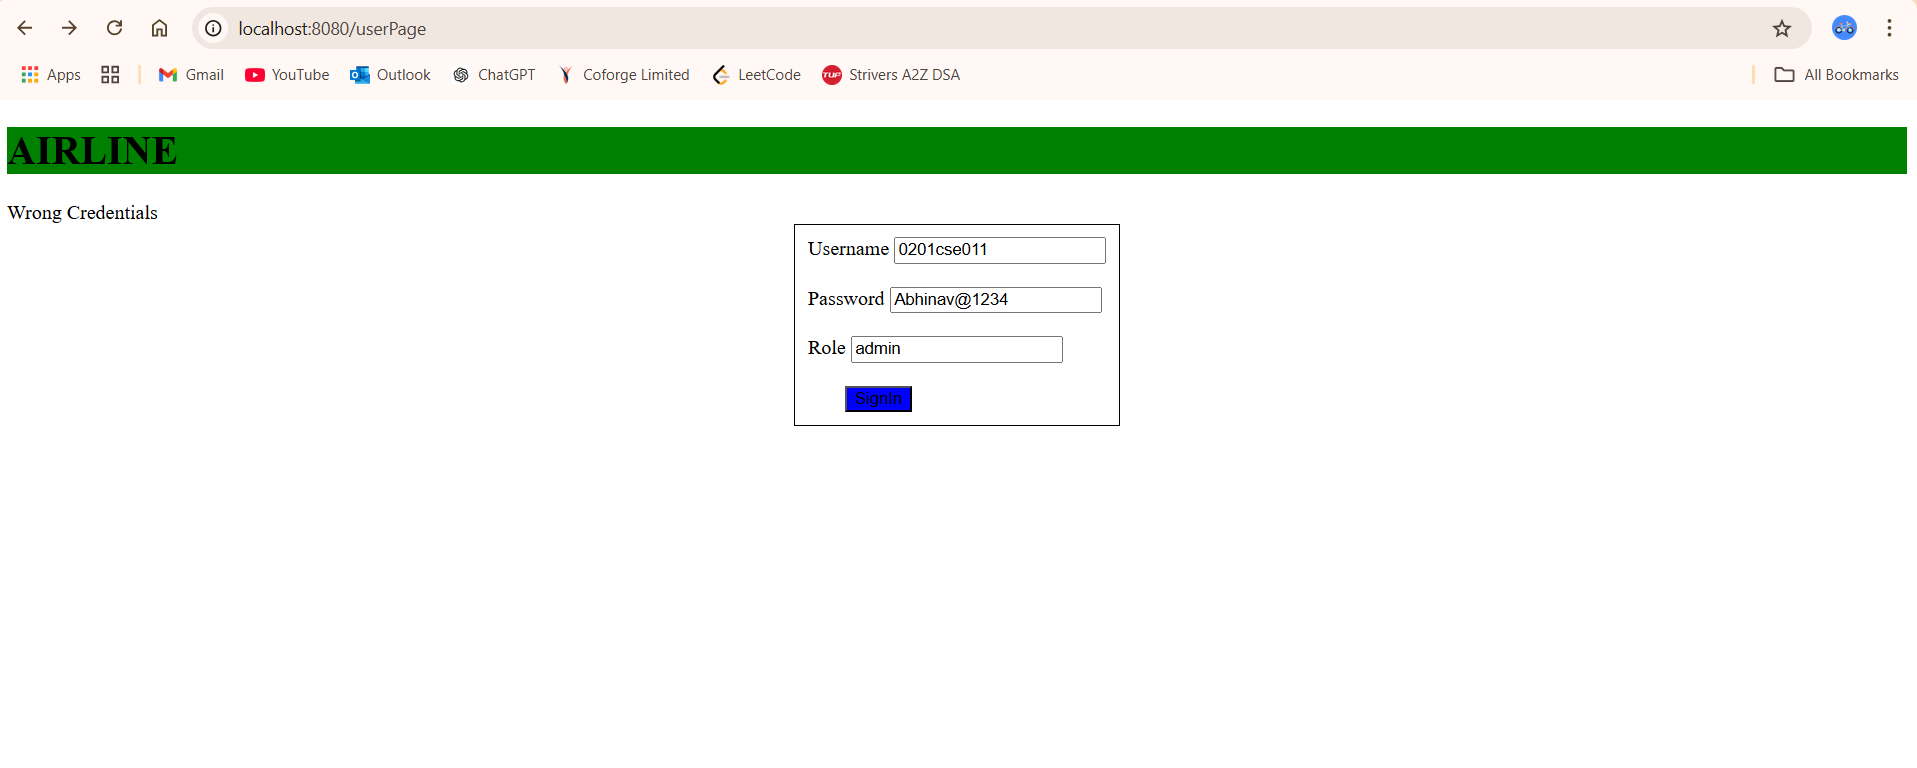 localhost:8080/userPage
Apps Gmail YouTube Outlook ChatGPT Coforge Limited LeetCode TUF Strivers A2Z DSA All Bookmarks
AIRLINE
Wrong Credentials
Username 0201cse011
Password Abhinav@1234
Role admin
SignIn